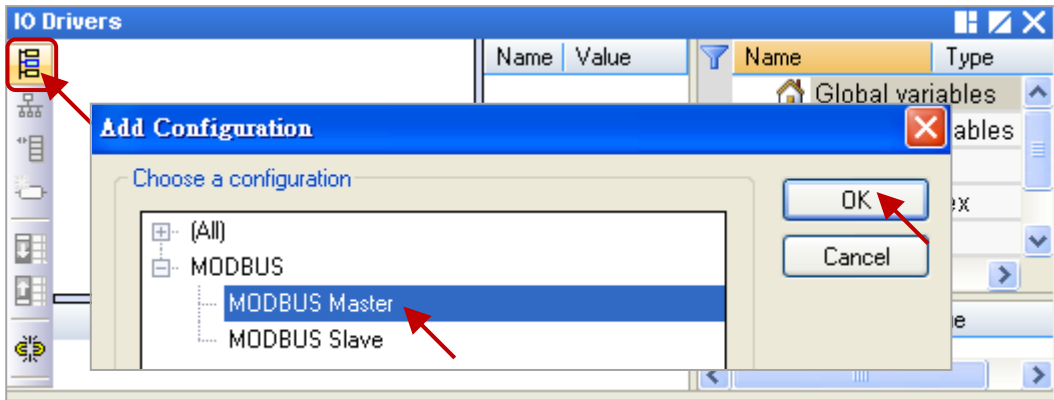 IO Drivers
Name Value Name Type
Global variables
Add Configuration
ables
Choose a configuration
OK
(All)
Cancel
MODBUS
MODBUS Master
MODBUS Slave